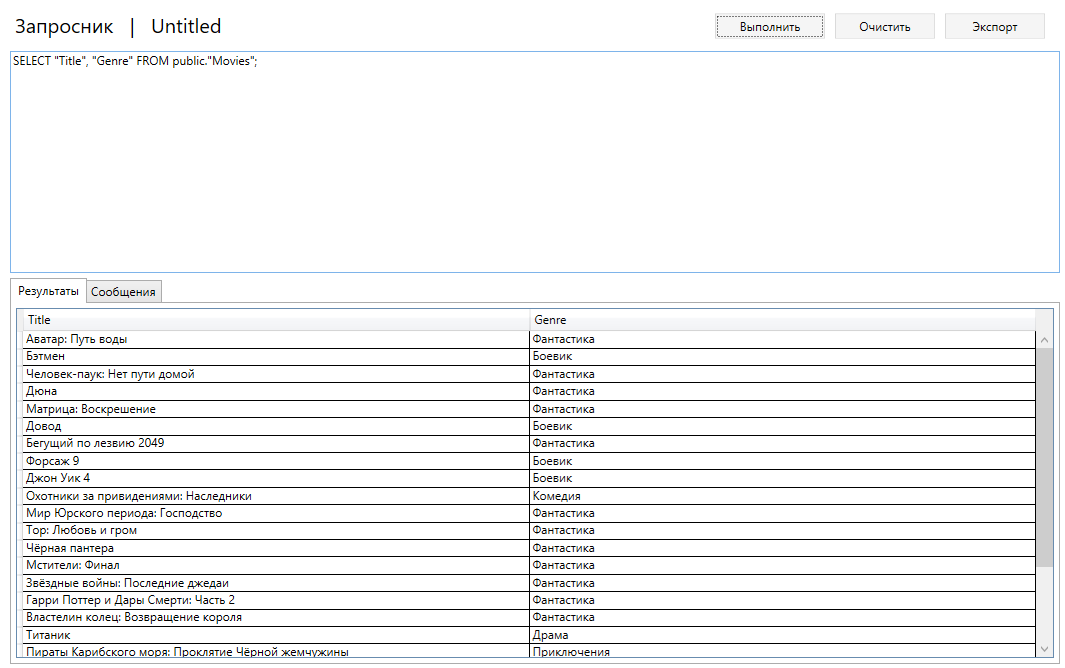 Запросник | Untitled Выполнить Очистить Экспорт
SELECT "Title", "Genre" FROM public."Movies";
Результаты Сообщения
Title Genre
Аватар: Путь воды Фантастика
Бэтмен Боевик
Человек-паук: Нет пути домой Фантастика
Дюна Фантастика
Матрица: Воскрешение Фантастика
Довод Боевик
Бегущий по лезвию 2049 Фантастика
Форсаж 9 Боевик
Джон Уик 4 Боевик
Охотники за привидениями: Наследники Комедия
Мир Юрского периода: Господство Фантастика
Тор: Любовь и гром Фантастика
Чёрная пантера Фантастика
Мстители: Финал Фантастика
Звёздные войны: Последние джедаи Фантастика
Гарри Поттер и Дары Смерти: Часть 2 Фантастика
Властелин колец: Возвращение короля Фантастика
Титаник Драма
Пираты Карибского моря: Проклятие Чёрной жемчужины Приключения